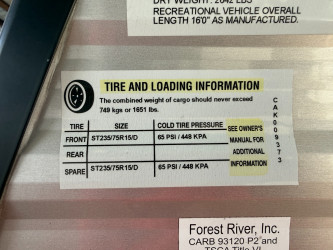 DRY WEIGHT: 2642 LBS
RECREATIONAL VEHICLE OVERALL
LENGTH 16'0" AS MANUFACTURED.
TIRE AND LOADING INFORMATION
The combined weight of cargo should never exceed
749 kgs or 1651 lbs.
TIRE SIZE COLD TIRE PRESSURE
FRONT ST235/75R15/D 65 PSI / 448 KPA
REAR
SPARE ST235/75R15/D 65 PSI / 448 KPA
SEE OWNER'S
MANUAL FOR
ADDITIONAL
INFORMATION
CAK009373
Forest River, Inc.
CARB 93120 P2 and
TSCA Title VI